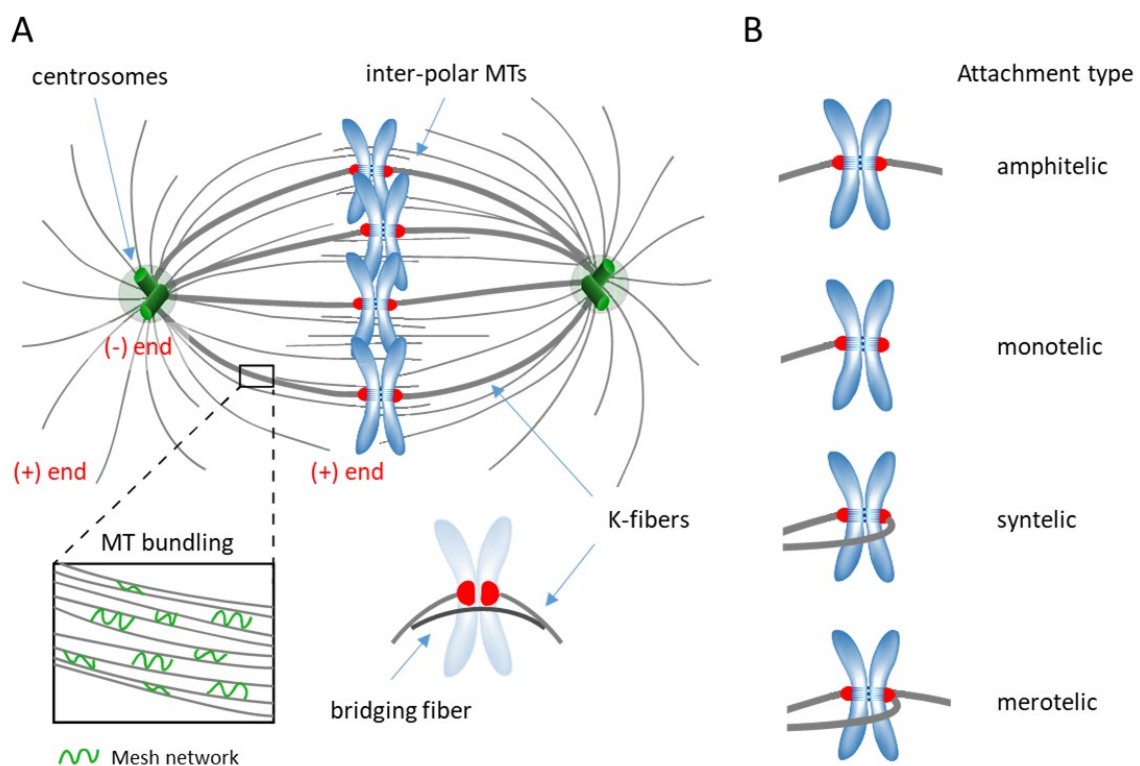 A
centrosomes
inter-polar MTs
(-) end
(+) end
(+) end
MT bundling
K-fibers
bridging fiber
Mesh network
B
Attachment type
amphitelic
monotelic
syntelic
merotelic